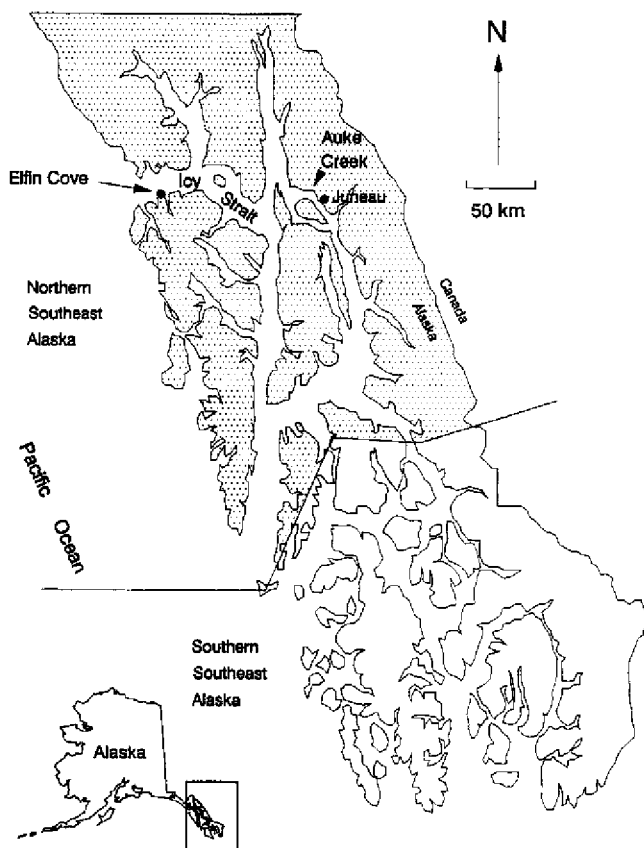 N
Auke
Creek
Elfin Cove
Icy
Strait
Juneau
50 km
Northern
Southeast
Alaska
Canada
Alaska
Pacific
Ocean
Southern
Southeast
Alaska
Alaska